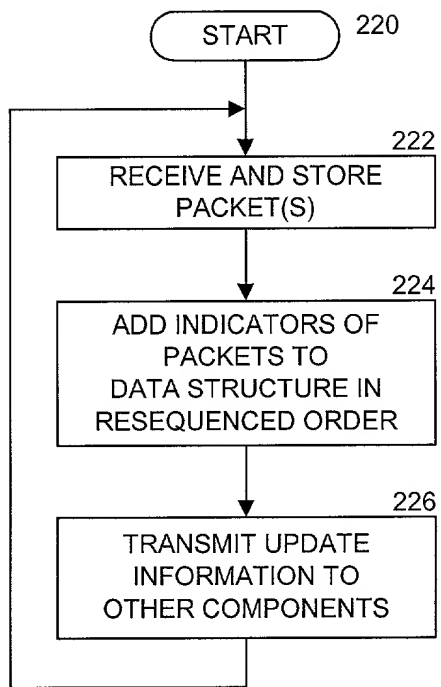 START
220
222
RECEIVE AND STORE
PACKET(S)
224
ADD INDICATORS OF
PACKETS TO
DATA STRUCTURE IN
RESEQUENCED ORDER
226
TRANSMIT UPDATE
INFORMATION TO
OTHER COMPONENTS